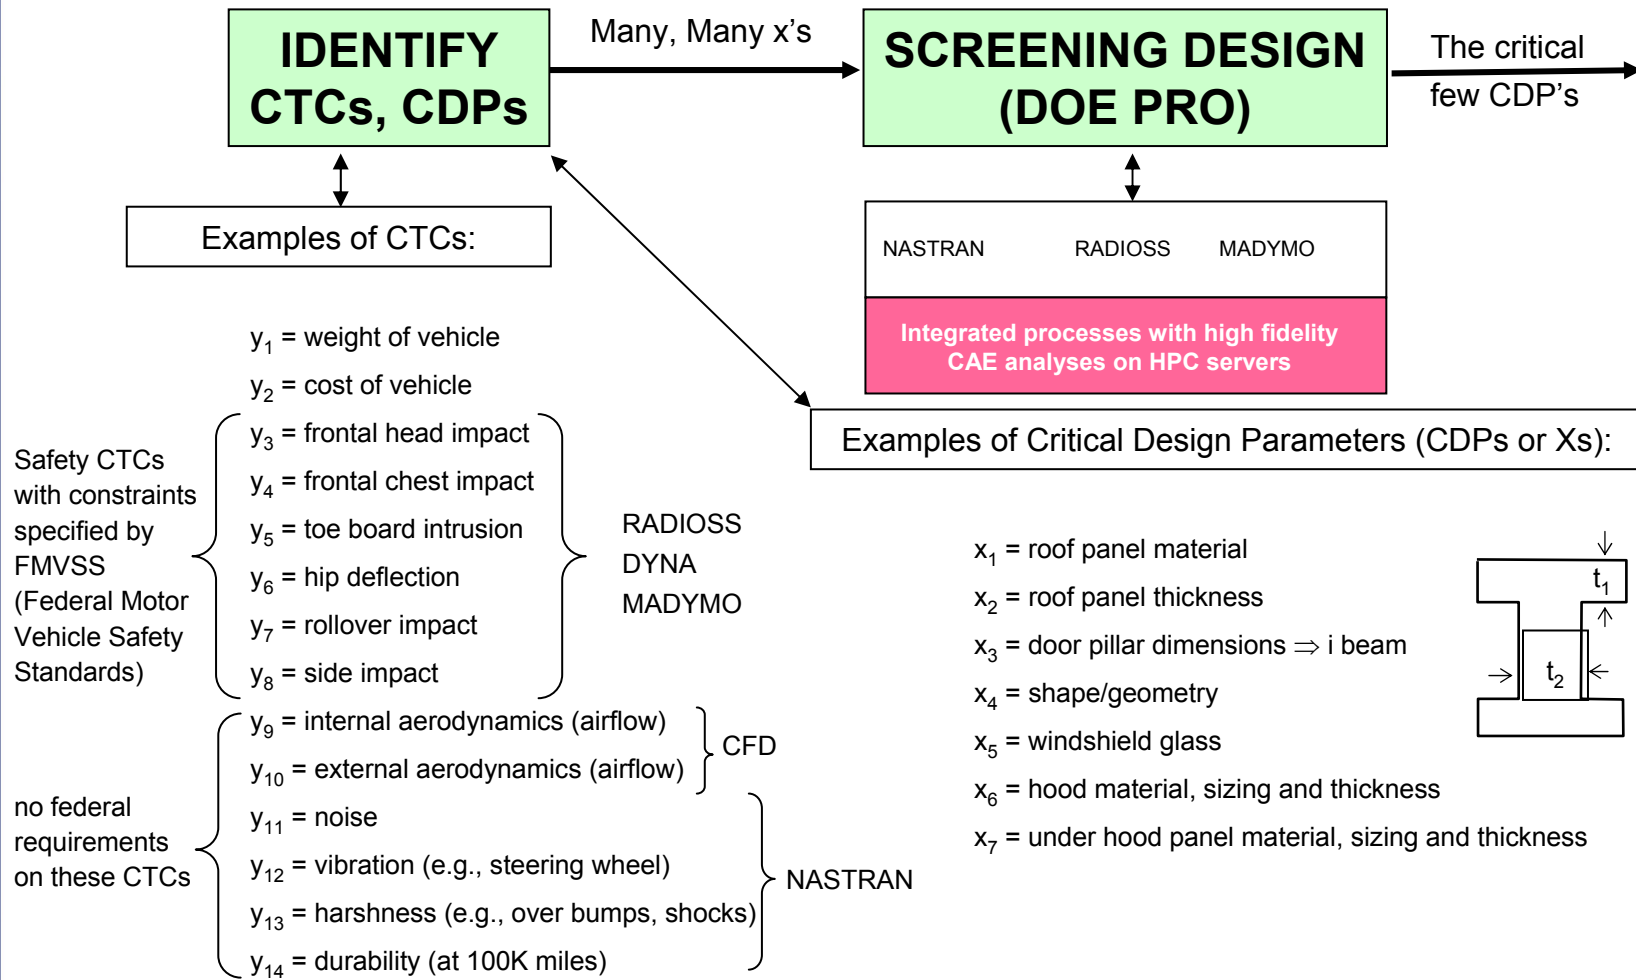 IDENTIFY
CTCs, CDPs
Many, Many x’s
SCREENING DESIGN
(DOE PRO)
The critical
few CDP’s
Examples of CTCs:
NASTRAN RADIOSS MADYMO
Integrated processes with high fidelity
CAE analyses on HPC servers
y1 = weight of vehicle
y2 = cost of vehicle
y3 = frontal head impact
y4 = frontal chest impact
y5 = toe board intrusion
y6 = hip deflection
y7 = rollover impact
y8 = side impact
y9 = internal aerodynamics (airflow)
y10 = external aerodynamics (airflow)
y11 = noise
y12 = vibration (e.g., steering wheel)
y13 = harshness (e.g., over bumps, shocks)
y14 = durability (at 100K miles)
Safety CTCs
with constraints
specified by
FMVSS
(Federal Motor
Vehicle Safety
Standards)
no federal
requirements
on these CTCs
RADIOSS
DYNA
MADYMO
CFD
NASTRAN
Examples of Critical Design Parameters (CDPs or Xs):
x1 = roof panel material
x2 = roof panel thickness
x3 = door pillar dimensions ⇒ i beam
x4 = shape/geometry
x5 = windshield glass
x6 = hood material, sizing and thickness
x7 = under hood panel material, sizing and thickness
t1
t2